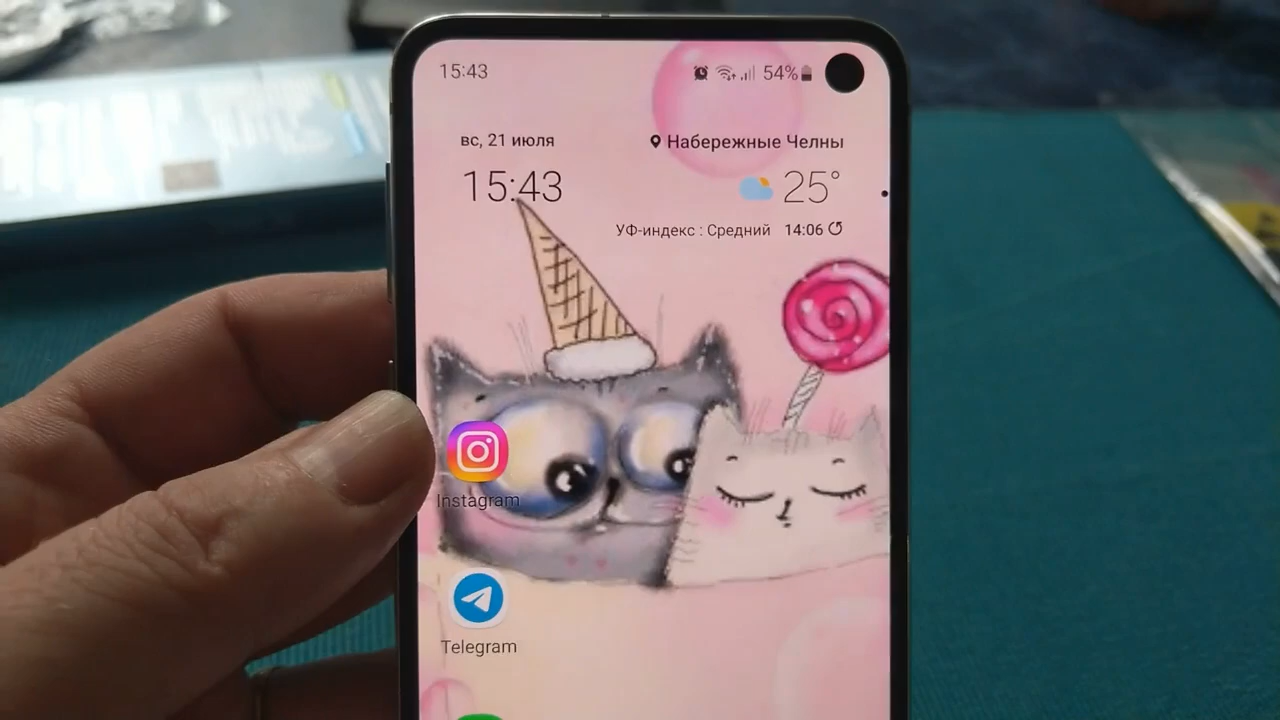 15:43 54%
вс, 21 июля Набережные Челны
15:43 25°
УФ-индекс : Средний 14:06
Instagram
Telegram